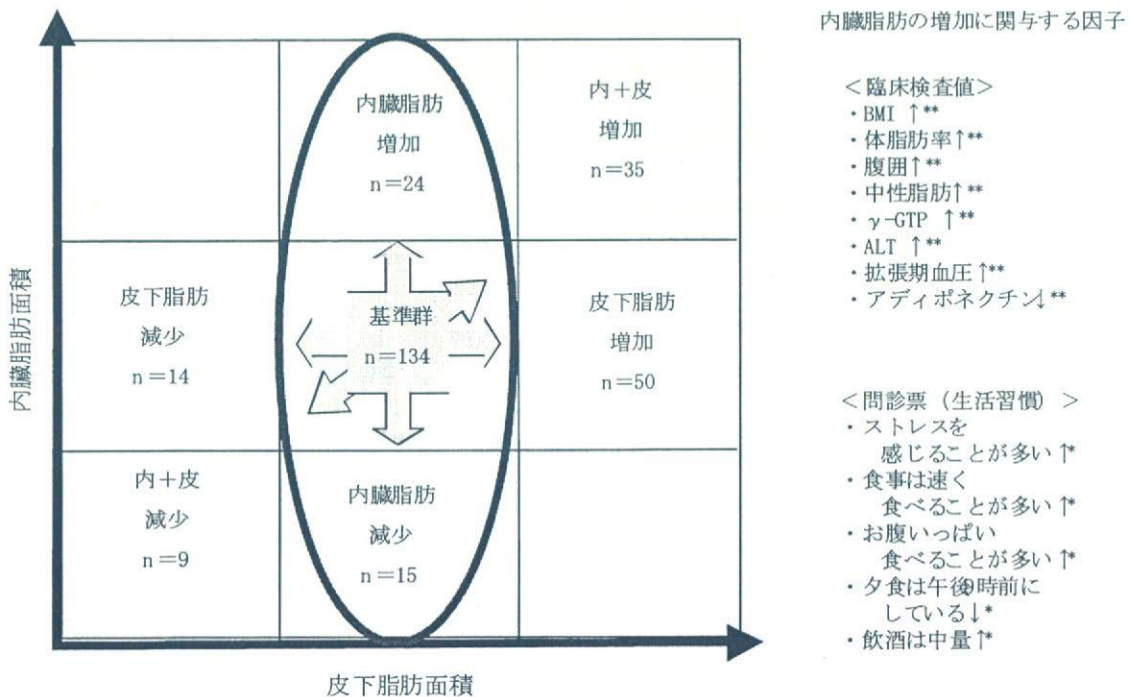 内臓脂肪の増加に関与する因子
内臓脂肪
増加
n＝24
内＋皮
増加
n＝35
皮下脂肪
減少
n＝14
基準群
n＝134
皮下脂肪
増加
n＝50
内＋皮
減少
n＝9
内臓脂肪
減少
n＝15
内臓脂肪面積
皮下脂肪面積
＜臨床検査値＞
・BMI ↑**
・体脂肪率↑**
・腹囲↑**
・中性脂肪↑**
・γ-GTP ↑**
・ALT ↑**
・拡張期血圧↑**
・アディポネクチン↓**
＜問診票（生活習慣）＞
・ストレスを
感じることが多い↑*
・食事は速く
食べることが多い↑*
・お腹いっぱい
食べることが多い↑*
・夕食は午後9時前に
している↓*
・飲酒は中量↑*